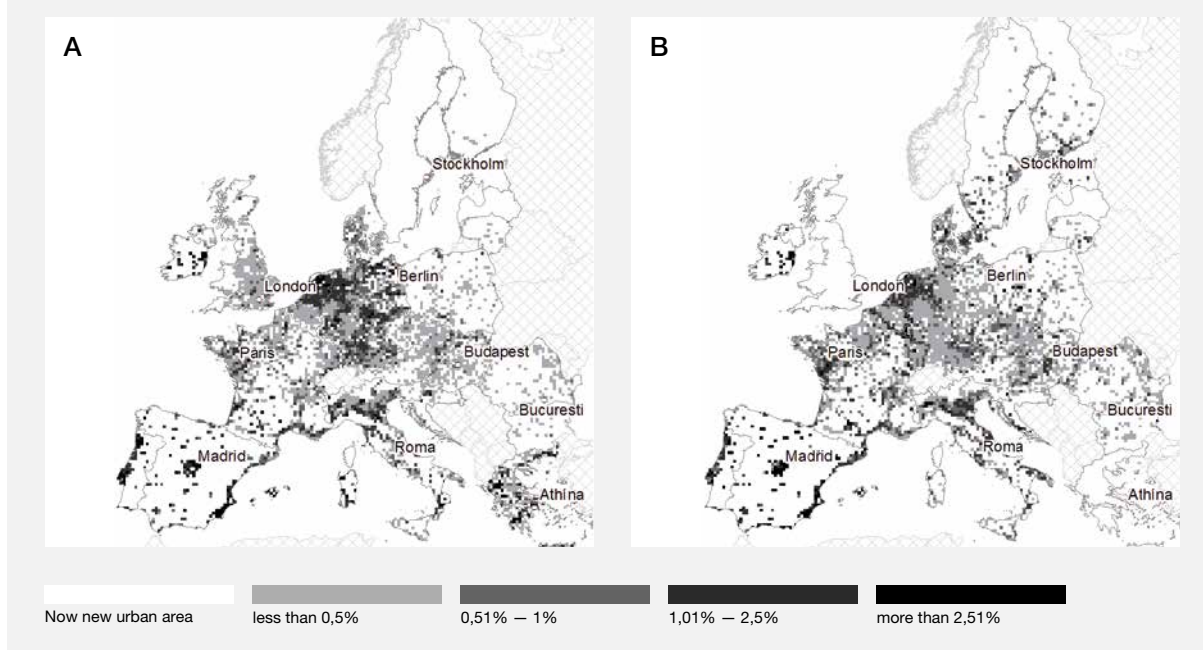 A
Stockholm
London
Berlin
Paris
Budapest
Bucuresti
Madrid
Roma
Athina
B
Stockholm
London
Berlin
Paris
Budapest
Bucuresti
Madrid
Roma
Athina
Now new urban area
less than 0,5%
0,51% — 1%
1,01% — 2,5%
more than 2,51%